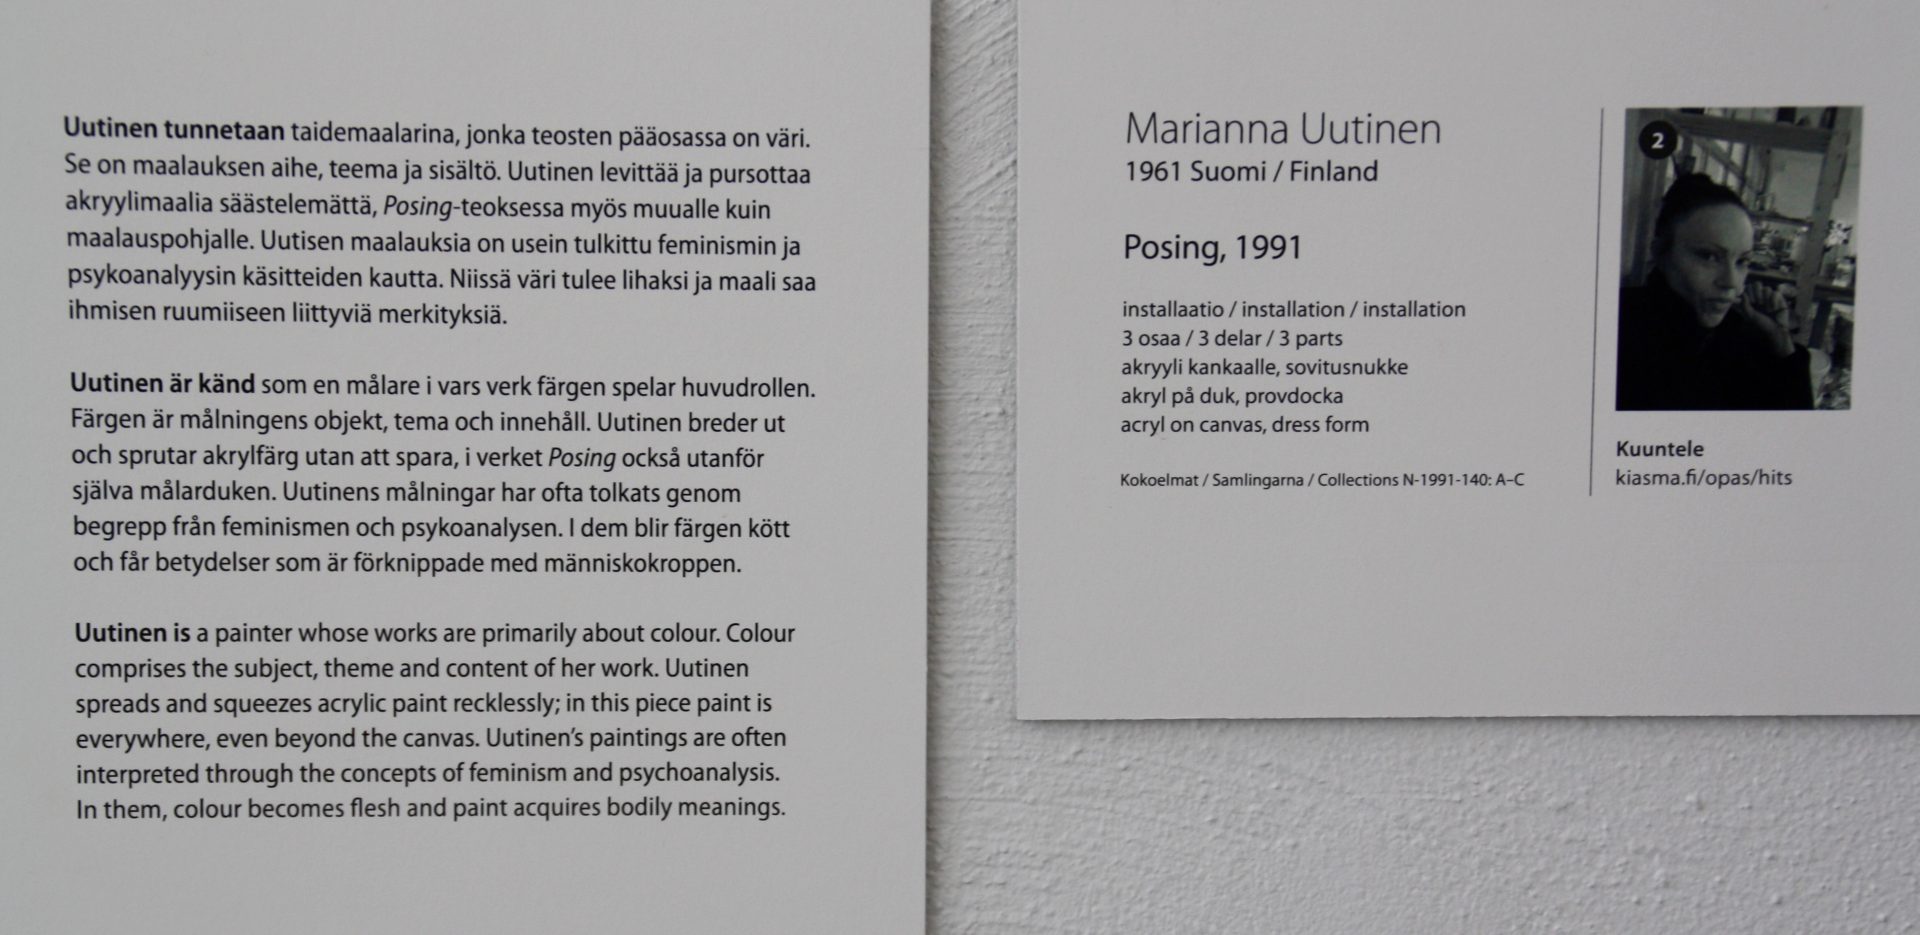 Uutinen tunnetaan taidemaalarina, jonka teosten pääosassa on väri.
Se on maalauksen aihe, teema ja sisältö. Uutinen levittää ja pursottaa
akryylimaalia säästelemättä, Posing-teoksessa myös muualle kuin
maalauspohjalle. Uutisen maalauksia on usein tulkittu feminismin ja
psykoanalyysin käsitteiden kautta. Niissä väri tulee lihaksi ja maali saa
ihmisen ruumiiseen liittyviä merkityksiä.
Uutinen är känd som en målare i vars verk färgen spelar huvudrollen.
Färgen är målningens objekt, tema och innehåll. Uutinen breder ut
och sprutar akrylfärg utan att spara, i verket Posing också utanför
själva målarduken. Uutinens målningar har ofta tolkats genom
begrepp från feminismen och psykoanalysen. I dem blir färgen kött
och får betydelser som är förknippade med människokroppen.
Uutinen is a painter whose works are primarily about colour. Colour
comprises the subject, theme and content of her work. Uutinen
spreads and squeezes acrylic paint recklessly; in this piece paint is
everywhere, even beyond the canvas. Uutinen's paintings are often
interpreted through the concepts of feminism and psychoanalysis.
In them, colour becomes flesh and paint acquires bodily meanings.
Marianna Uutinen
1961 Suomi / Finland
Posing, 1991
installaatio / installation / installation
3 osaa / 3 delar / 3 parts
akryyli kankaalle, sovitusnukke
akryl på duk, provdocka
acryl on canvas, dress form
Kokoelmat / Samlingarna / Collections N-1991-140: A–C
2
Kuuntele
kiasma.fi/opas/hits